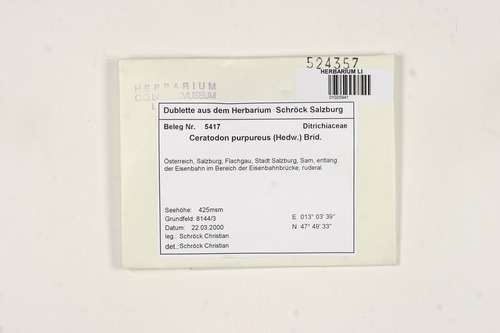 524357
HERBARIUM LI
01025941
HERBARIUM
MUSEUM
Dublette aus dem Herbarium Schröck Salzburg
Beleg Nr. 5417 Ditrichiaceae
Ceratodon purpureus (Hedw.) Brid.
Österreich, Salzburg, Flachgau, Stadt Salzburg, Sam, entlang
der Eisenbahn im Bereich der Eisenbahnbrücke, ruderal
Seehöhe: 425msm E 013° 03' 39"
Grundfeld: 8144/3 N 47° 49' 33"
Datum: 22.03.2000
leg.: Schröck Christian
det.: Schröck Christian